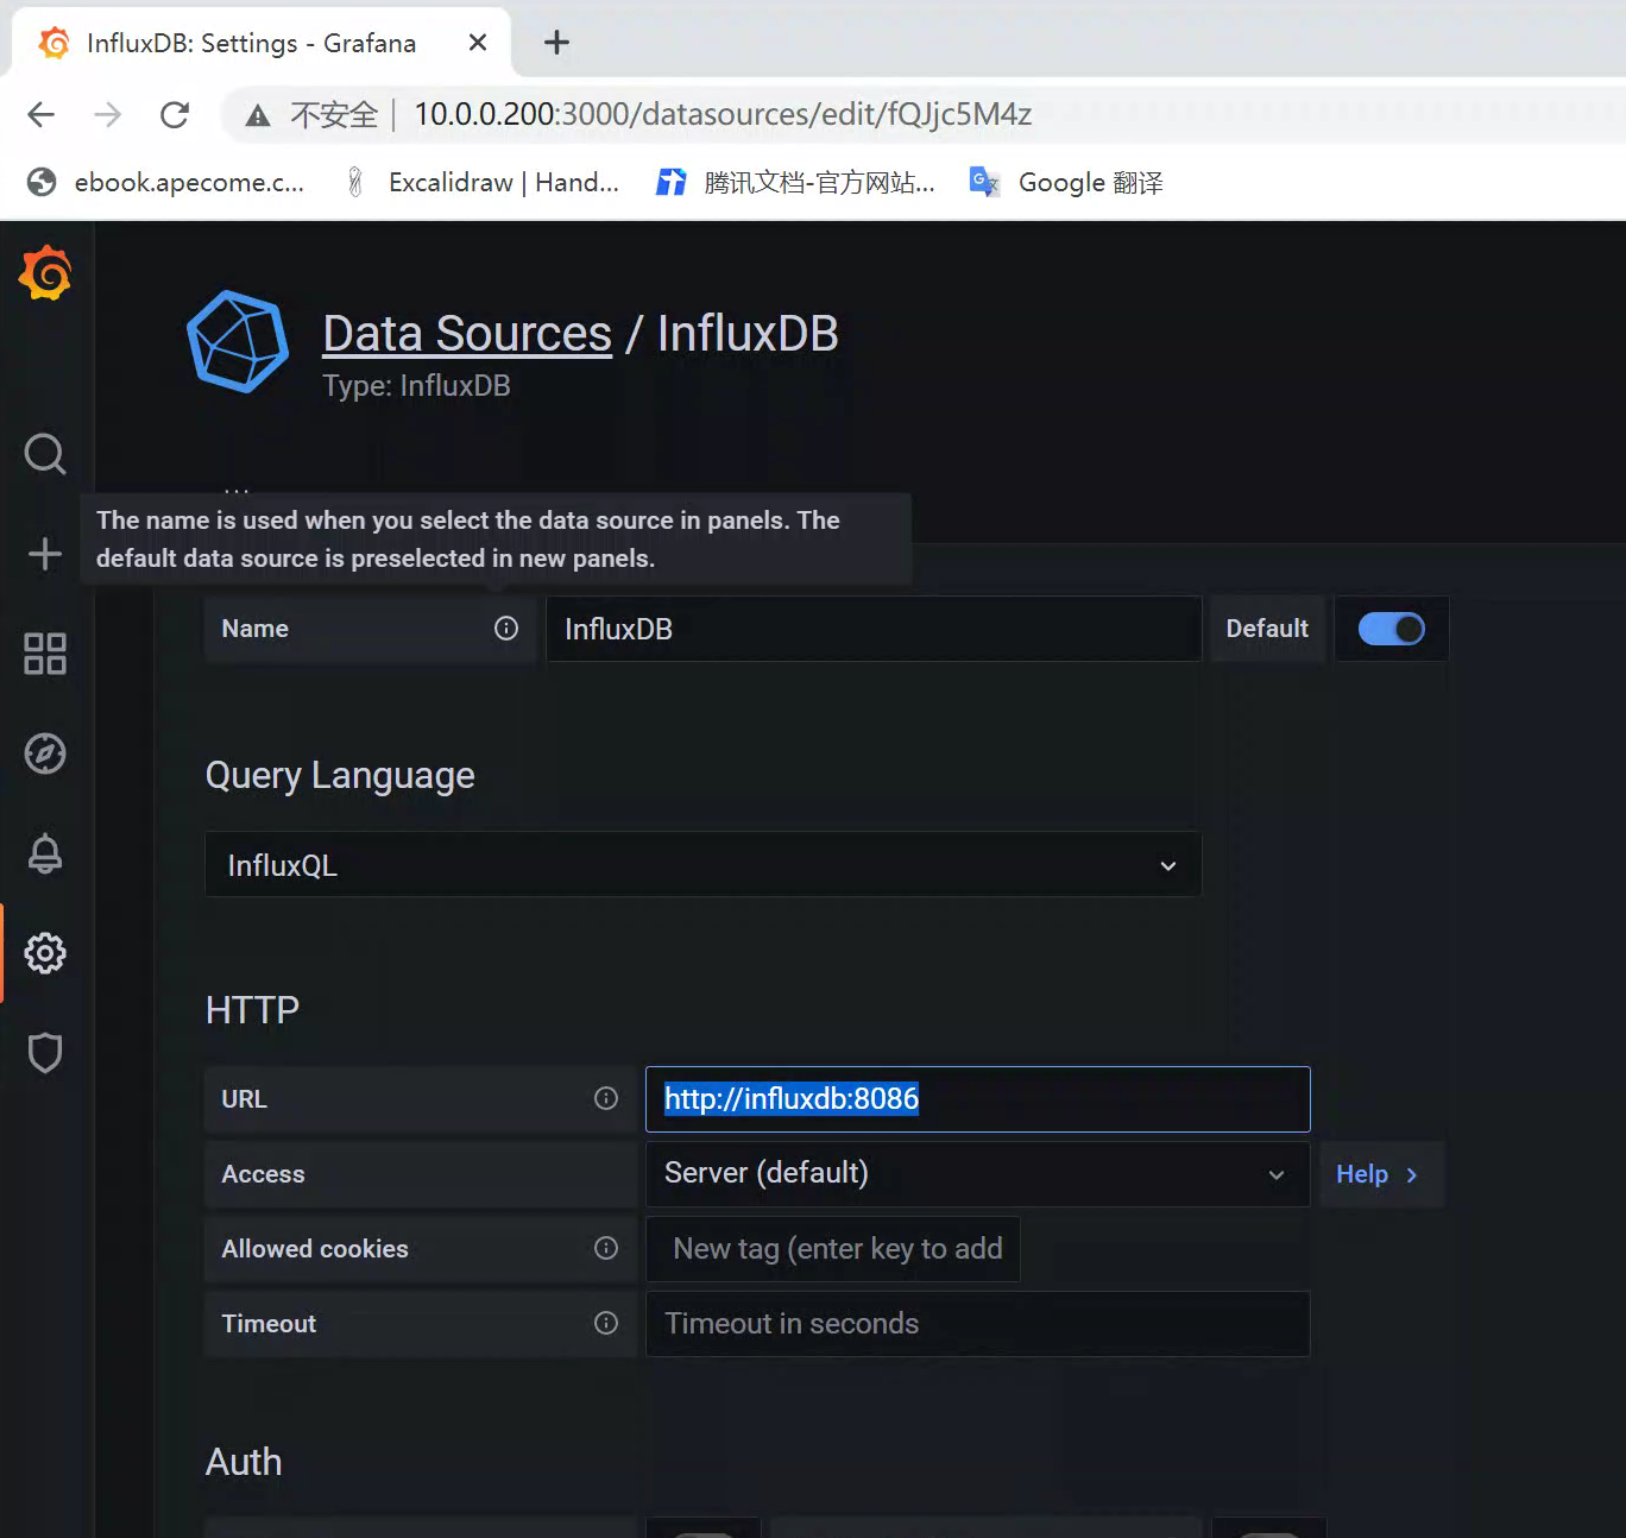 InfluxDB: Settings - Grafana
不安全 | 10.0.0.200:3000/datasources/edit/fQJjc5M4z
ebook.apecome.c... Excalidraw | Hand... 腾讯文档-官方网站... Google 翻译
Data Sources / InfluxDB
Type: InfluxDB
The name is used when you select the data source in panels. The
default data source is preselected in new panels.
Name InfluxDB Default
Query Language
InfluxQL
HTTP
URL http://influxdb:8086
Access Server (default) Help
Allowed cookies New tag (enter key to add
Timeout Timeout in seconds
Auth